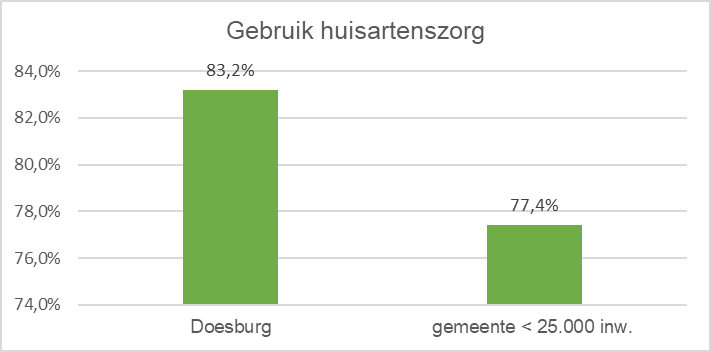 Gebruik huisartenszorg
84,0%
82,0%
80,0%
78,0%
76,0%
74,0%
83,2%
77,4%
Doesburg
gemeente < 25.000 inw.